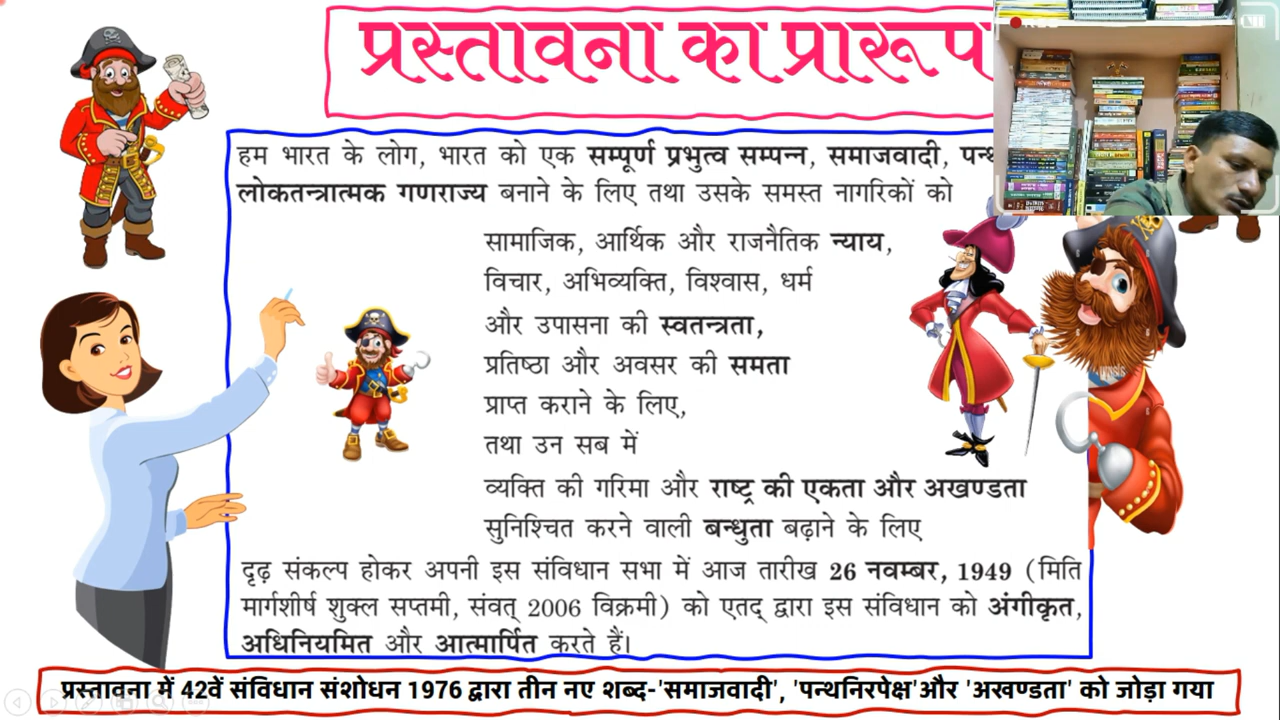 प्रस्तावना का प्रारूप
हम भारत के लोग, भारत को एक सम्पूर्ण प्रभुत्व सम्पन्न, समाजवादी,
लोकतन्त्रात्मक गणराज्य बनाने के लिए तथा उसके समस्त नागरिकों को
सामाजिक, आर्थिक और राजनैतिक न्याय,
विचार, अभिव्यक्ति, विश्वास, धर्म
और उपासना की स्वतन्त्रता,
प्रतिष्ठा और अवसर की समता
प्राप्त कराने के लिए,
तथा उन सब में
व्यक्ति की गरिमा और राष्ट्र की एकता और अखण्डता
सुनिश्चित करने वाली बन्धुता बढ़ाने के लिए
दृढ़ संकल्प होकर अपनी इस संविधान सभा में आज तारीख 26 नवम्बर, 1949 (मिति
मार्गशीर्ष शुक्ल सप्तमी, संवत् 2006 विक्रमी) को एतद् द्वारा इस संविधान को अंगीकृत,
अधिनियमित और आत्मार्पित करते हैं।
प्रस्तावना में 42वें संविधान संशोधन 1976 द्वारा तीन नए शब्द-'समाजवादी', 'पन्थनिरपेक्ष'और 'अखण्डता' को जोड़ा गया